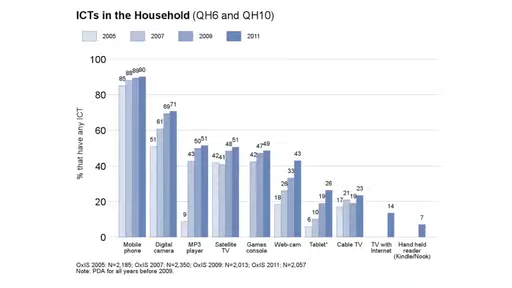 ICTs in the Household (QH6 and QH10)
2005 2007 2009 2011
% that have any ICT
100
80
60
40
20
0
85 88 89 90
51 61 69 71
9 43 50 51
42 41 48 51
42 47 48 49
18 26 33 43
6 10 19 26
17 21 19 23
14
7
Mobile phone
Digital camera
MP3 player
Satellite TV
Games console
Web-cam
Tablet*
Cable TV
TV with Internet
Hand held reader (Kindle/Nook)
OxIS 2005: N=2,185; OxIS 2007: N=2,350; OxIS 2009: N=2,013; OxIS 2011: N=2,057
Note: PDA for all years before 2009.